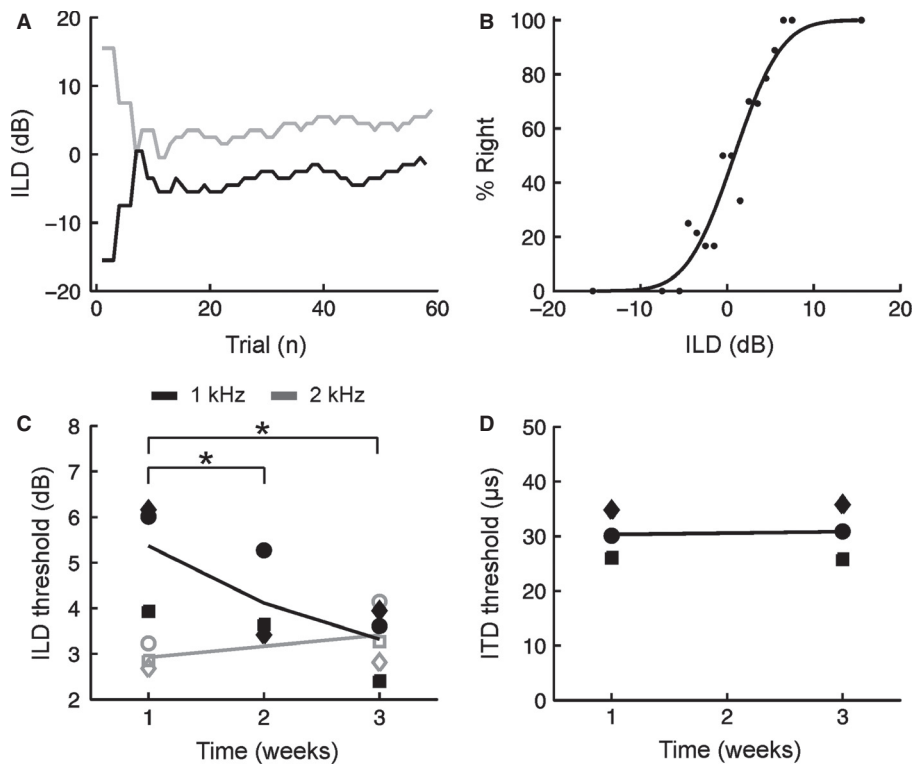 A
20
10
0
−10
−20
ILD (dB)
0 20 40 60
Trial (n)
B
100
80
60
40
20
0
% Right
−20 −10 0 10 20
ILD (dB)
1 kHz 2 kHz
C
8
7
6
5
4
3
2
ILD threshold (dB)
*
*
1 2 3
Time (weeks)
D
50
40
30
20
10
0
ITD threshold (μs)
1 2 3
Time (weeks)